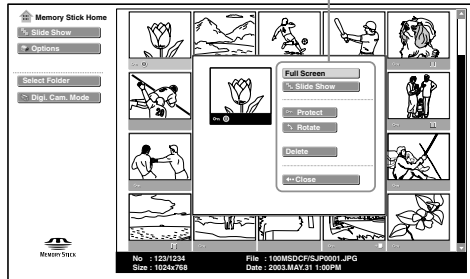 Memory Stick Home
Slide Show
Options
Select Folder
Digi. Cam. Mode
Full Screen
Slide Show
Protect
Rotate
Delete
Close
28
MEMORY STICK
No : 123/1234
File : 100MSDCF/SJP0001.JPG
Size : 1024x768
Date : 2003.MAY.31 1:00PM